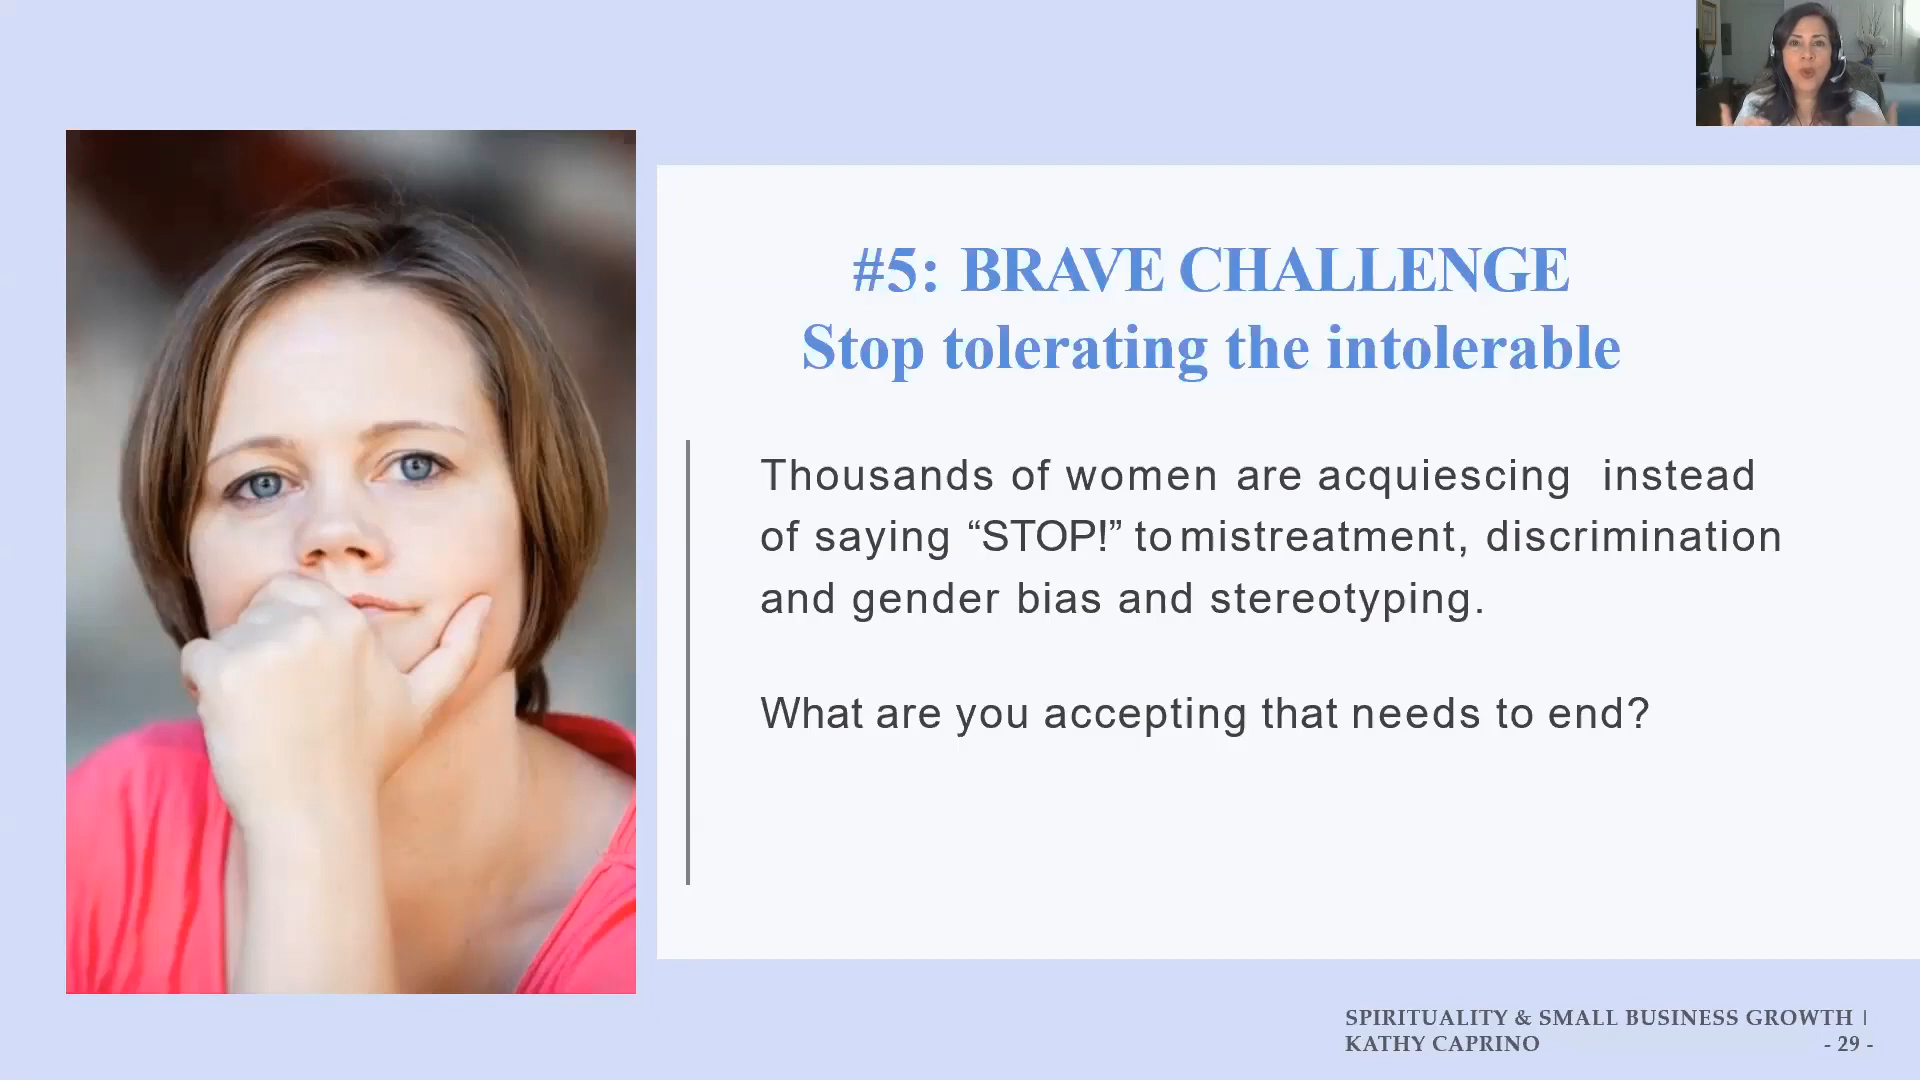 #5: BRAVE CHALLENGE
Stop tolerating the intolerable
Thousands of women are acquiescing instead
of saying “STOP!” to mistreatment, discrimination
and gender bias and stereotyping.
What are you accepting that needs to end?
SPIRITUALITY & SMALL BUSINESS GROWTH |
KATHY CAPRINO - 29 -